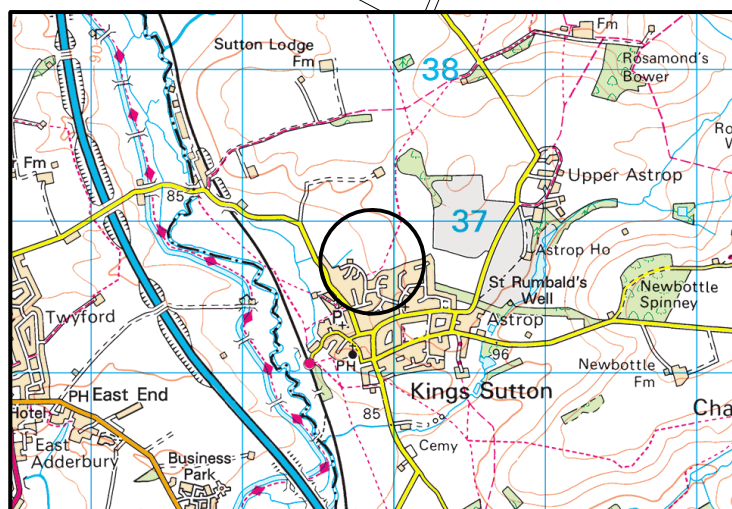 Fm
Sutton Lodge
Fm
Rosamond's
Bower
38
90
Ro
W
Fm
85
Upper Astrop
37
Astrop Ho
St Rumbald's
Well
Newbottle
Spinney
Twyford
P
Astrop
96
PH
Newbottle
Fm
PH East End
Kings Sutton
Hotel
85
Cha
East
Adderbury
Cemy
Business
Park